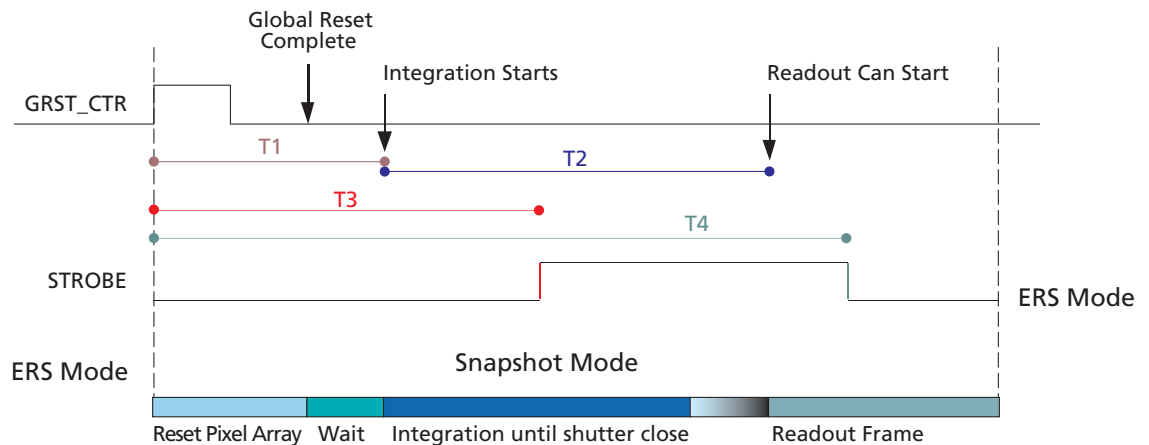 Global Reset
Complete
Integration Starts
Readout Can Start
GRST_CTR
T1
T2
T3
T4
STROBE
ERS Mode
Snapshot Mode
ERS Mode
Reset Pixel Array
Wait
Integration until shutter close
Readout Frame